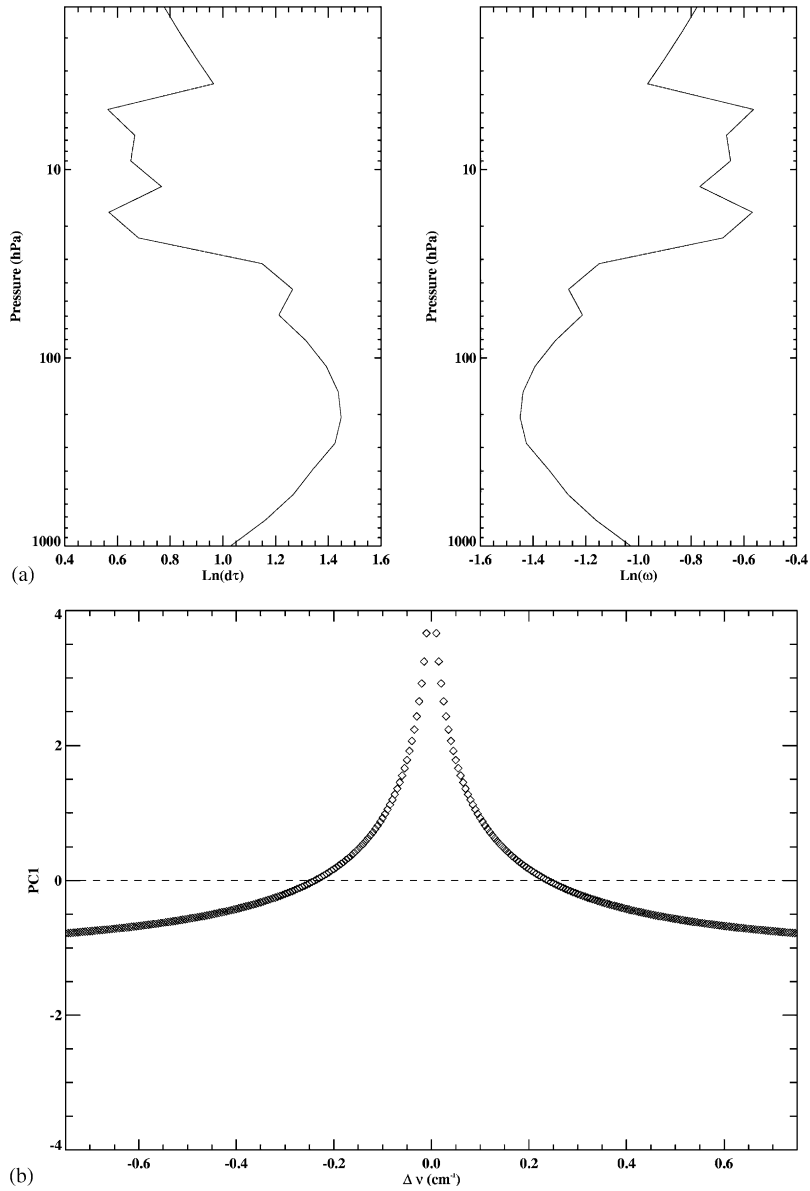 Pressure (hPa)
10
100
1000
0.4 0.6 0.8 1.0 1.2 1.4 1.6
Ln(dτ)
Pressure (hPa)
10
100
1000
-1.6 -1.4 -1.2 -1.0 -0.8 -0.6 -0.4
Ln(ω)
(a)
PC1
4
2
0
-2
-4
-0.6 -0.4 -0.2 0.0 0.2 0.4 0.6
Δ ν (cm⁻¹)
(b)